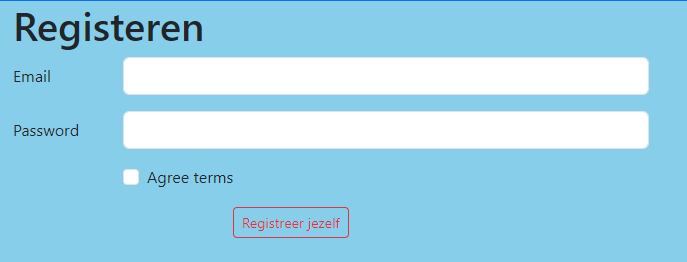 Registeren
Email
Password
Agree terms
Registreer jezelf